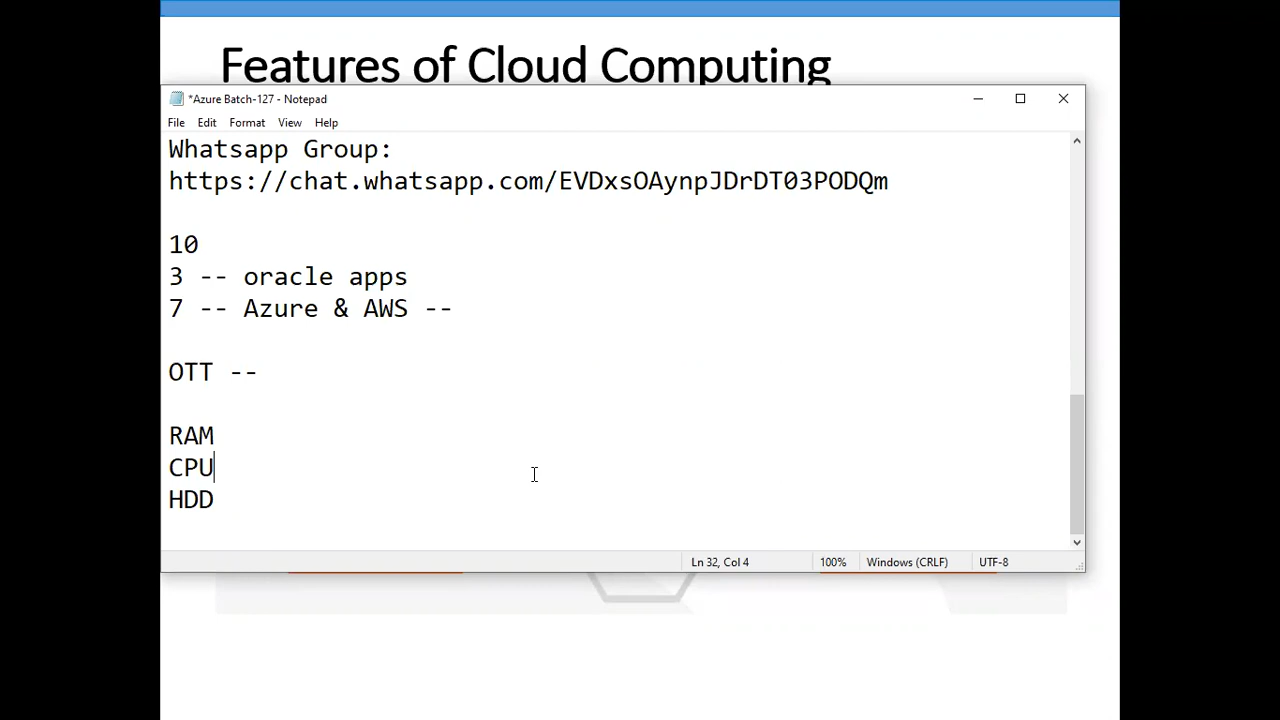 Features of Cloud Computing
*Azure Batch-127 - Notepad
File Edit Format View Help
Whatsapp Group:
https://chat.whatsapp.com/EVDxsOAynpJDrDT03PODQm
10
3 -- oracle apps
7 -- Azure & AWS --
OTT --
RAM
CPU
HDD
Ln 32, Col 4 100% Windows (CRLF) UTF-8